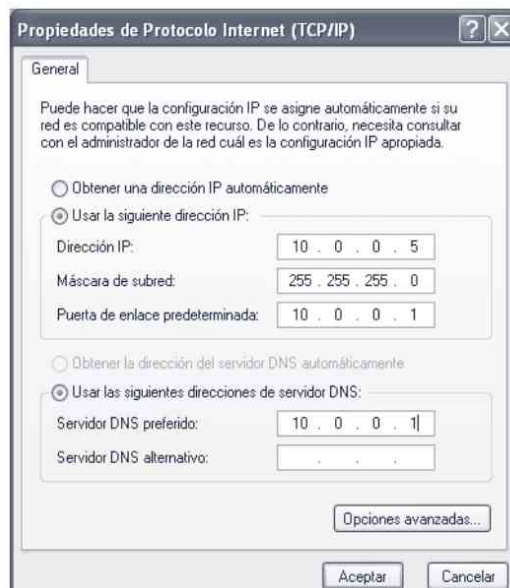 Propiedades de Protocolo Internet (TCP/IP)
General
Puede hacer que la configuración IP se asigne automáticamente si su
red es compatible con este recurso. De lo contrario, necesita consultar
con el administrador de la red cuál es la configuración IP apropiada.
Obtener una dirección IP automáticamente
Usar la siguiente dirección IP:
Dirección IP: 10 . 0 . 0 . 5
Máscara de subred: 255 . 255 . 255 . 0
Puerta de enlace predeterminada: 10 . 0 . 0 . 1
Obtener la dirección del servidor DNS automáticamente
Usar las siguientes direcciones de servidor DNS:
Servidor DNS preferido: 10 . 0 . 0 . 1
Servidor DNS alternativo: . . .
Opciones avanzadas...
Aceptar Cancelar